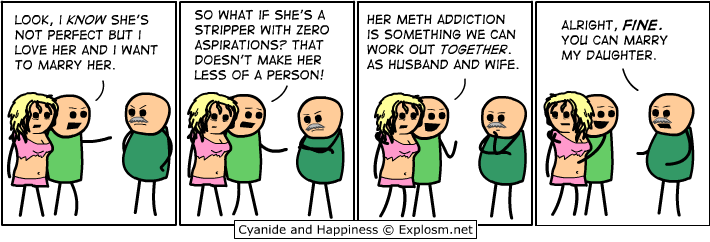 LOOK, I KNOW SHE'S
NOT PERFECT BUT I
LOVE HER AND I WANT
TO MARRY HER.
SO WHAT IF SHE'S A
STRIPPER WITH ZERO
ASPIRATIONS? THAT
DOESN'T MAKE HER
LESS OF A PERSON!
HER METH ADDICTION
IS SOMETHING WE CAN
WORK OUT TOGETHER.
AS HUSBAND AND WIFE.
ALRIGHT, FINE.
YOU CAN MARRY
MY DAUGHTER.
Cyanide and Happiness © Explosm.net